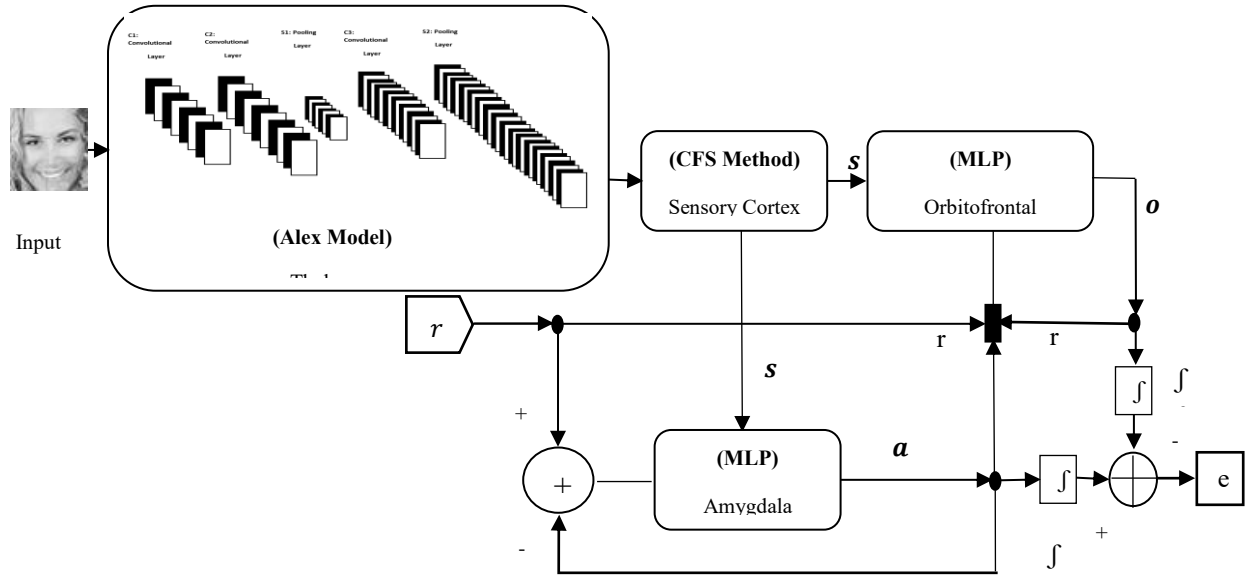 C1:
Convolutional
Layer
C2:
Convolutional
Layer
S1: Pooling
Layer
C3:
Convolutional
Layer
S2: Pooling
Layer
Input
(Alex Model)
(CFS Method)
Sensory Cortex
s
(MLP)
Orbitofrontal
o
r
r
r
s
+
-
+
(MLP)
Amygdala
a
∫
∫
∫
-
+
∫
e